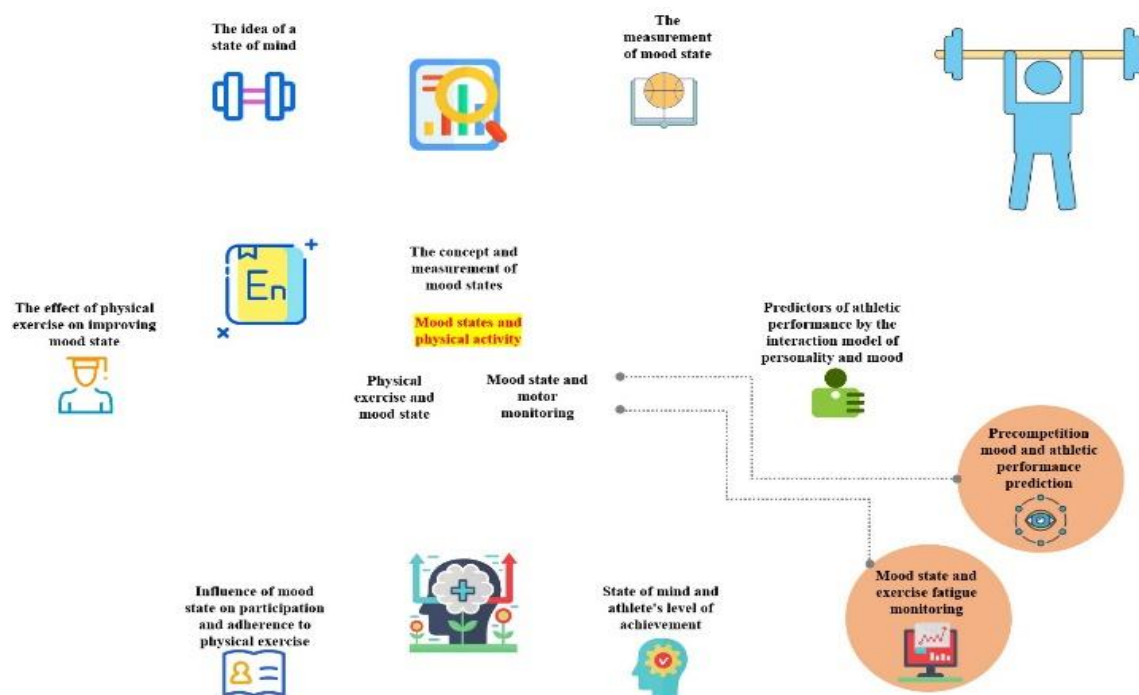 The idea of a
state of mind
The
measurement
of mood state
En
The concept and
measurement of
mood states
The effect of physical
exercise on improving
mood state
Mood states and
physical activity
Predictors of athletic
performance by the
interaction model of
personality and mood
Physical
exercise and
mood state
Mood state and
motor
monitoring
Precompetition
mood and athletic
performance
prediction
Mood state and
exercise fatigue
monitoring
Influence of mood
state on participation
and adherence to
physical exercise
State of mind and
athlete's level of
achievement